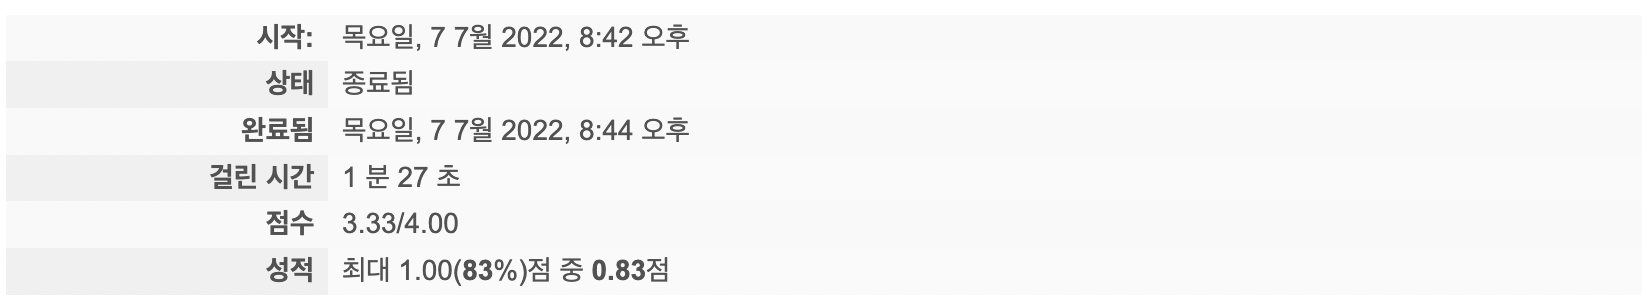 시작: 목요일, 7 7월 2022, 8:42 오후
상태 종료됨
완료됨 목요일, 7 7월 2022, 8:44 오후
걸린 시간 1 분 27 초
점수 3.33/4.00
성적 최대 1.00(83%)점 중 0.83점